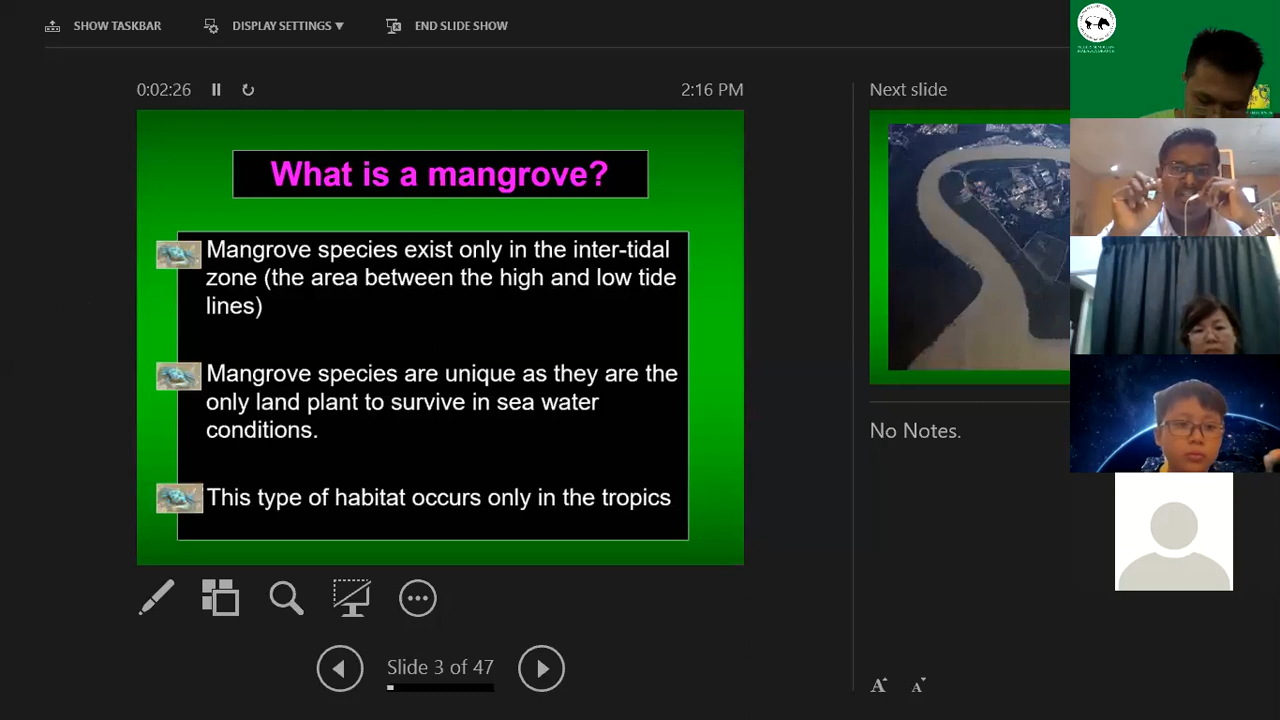 SHOW TASKBAR
DISPLAY SETTINGS ▼
END SLIDE SHOW
0:02:26
2:16 PM
Next slide
What is a mangrove?
Mangrove species exist only in the inter-tidal
zone (the area between the high and low tide
lines)
Mangrove species are unique as they are the
only land plant to survive in sea water
conditions.
This type of habitat occurs only in the tropics
No Notes.
Slide 3 of 47
A A